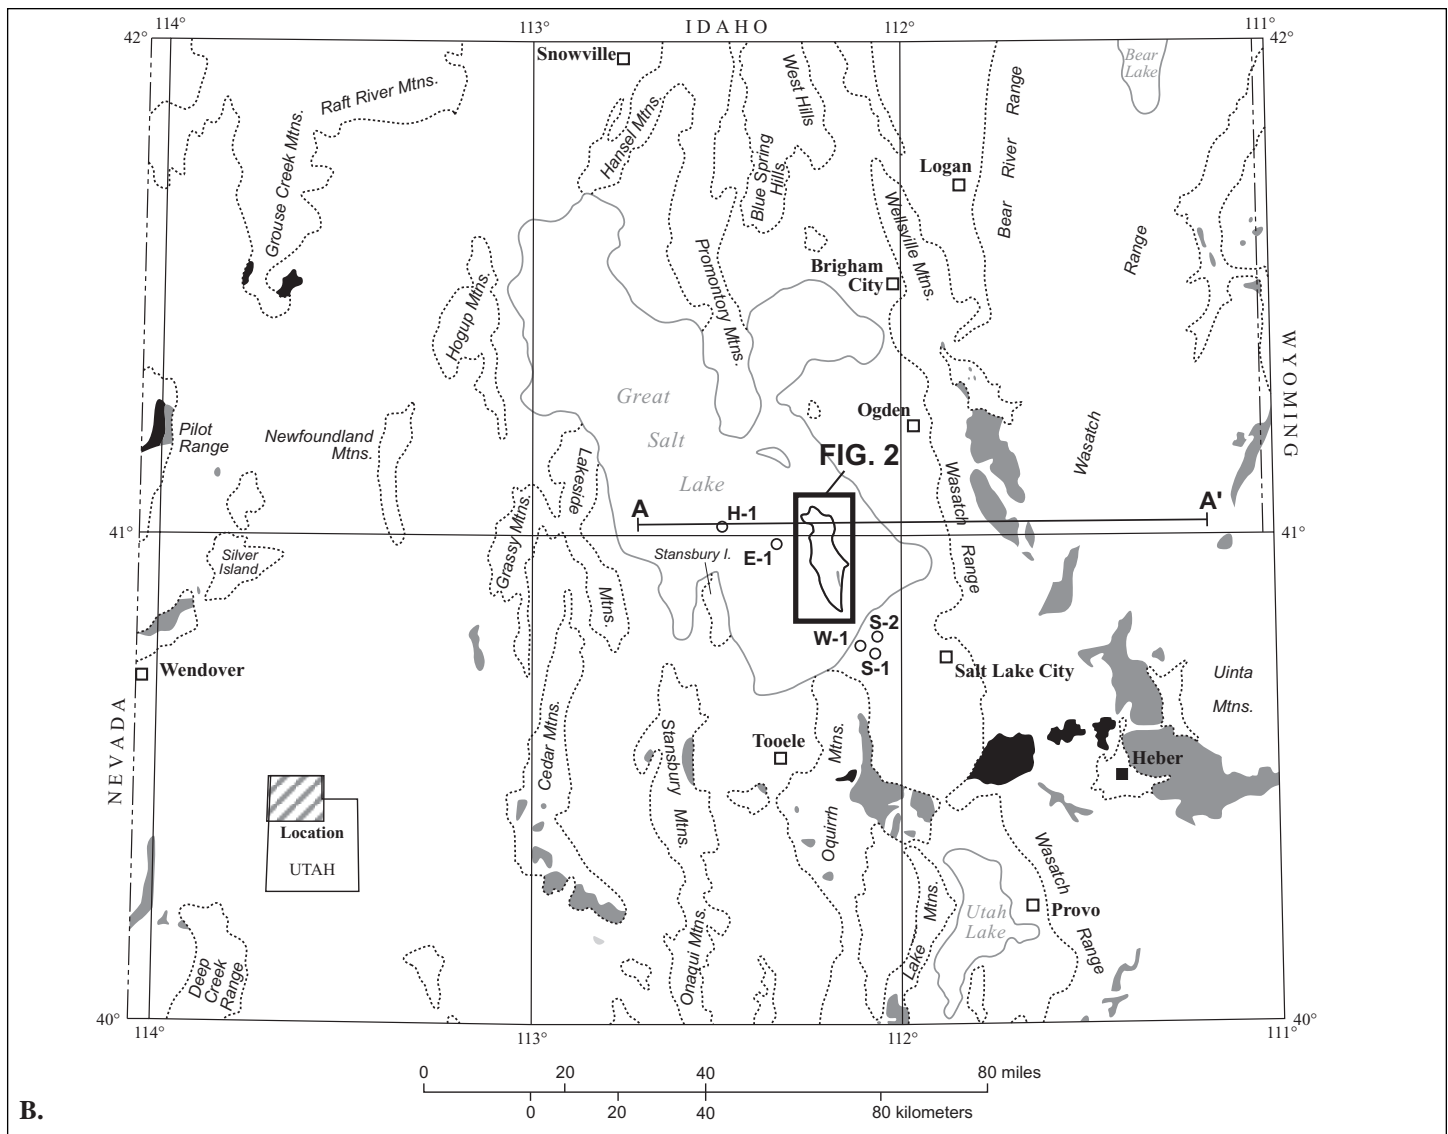 114°
113°
IDAHO
112°
111°
42°
42°
Snowville
Bear
Lake
Raft River Mtns.
Grouse Creek Mtns.
Hansel Mtns.
West Hills
Blue Spring
Hills
Bear River Range
Logan
Wellsville Mtns.
Range
Promontory Mtns.
Brigham
City
Hogup Mtns.
WYOMING
Great
Salt
Lake
Pilot
Range
Newfoundland
Mtns.
Ogden
Wasatch
FIG. 2
Lakeside
Wasatch
Range
A
H-1
A'
41°
41°
Grassy Mtns.
E-1
Stansbury I.
Silver
Island
Mtns
S-2
W-1
S-1
Wendover
Salt Lake City
Uinta
Mtns.
NEVADA
Cedar Mtns.
Stansbury Mtns.
Tooele
Mtns.
Oquirrh
Heber
Location
UTAH
Wasatch
Range
Lake Mtns.
Utah
Lake
Provo
Onaqui Mtns.
Deep
Creek
Range
40°
40°
114°
113°
112°
111°
0 20 40 80 miles
0 20 40 80 kilometers
B.